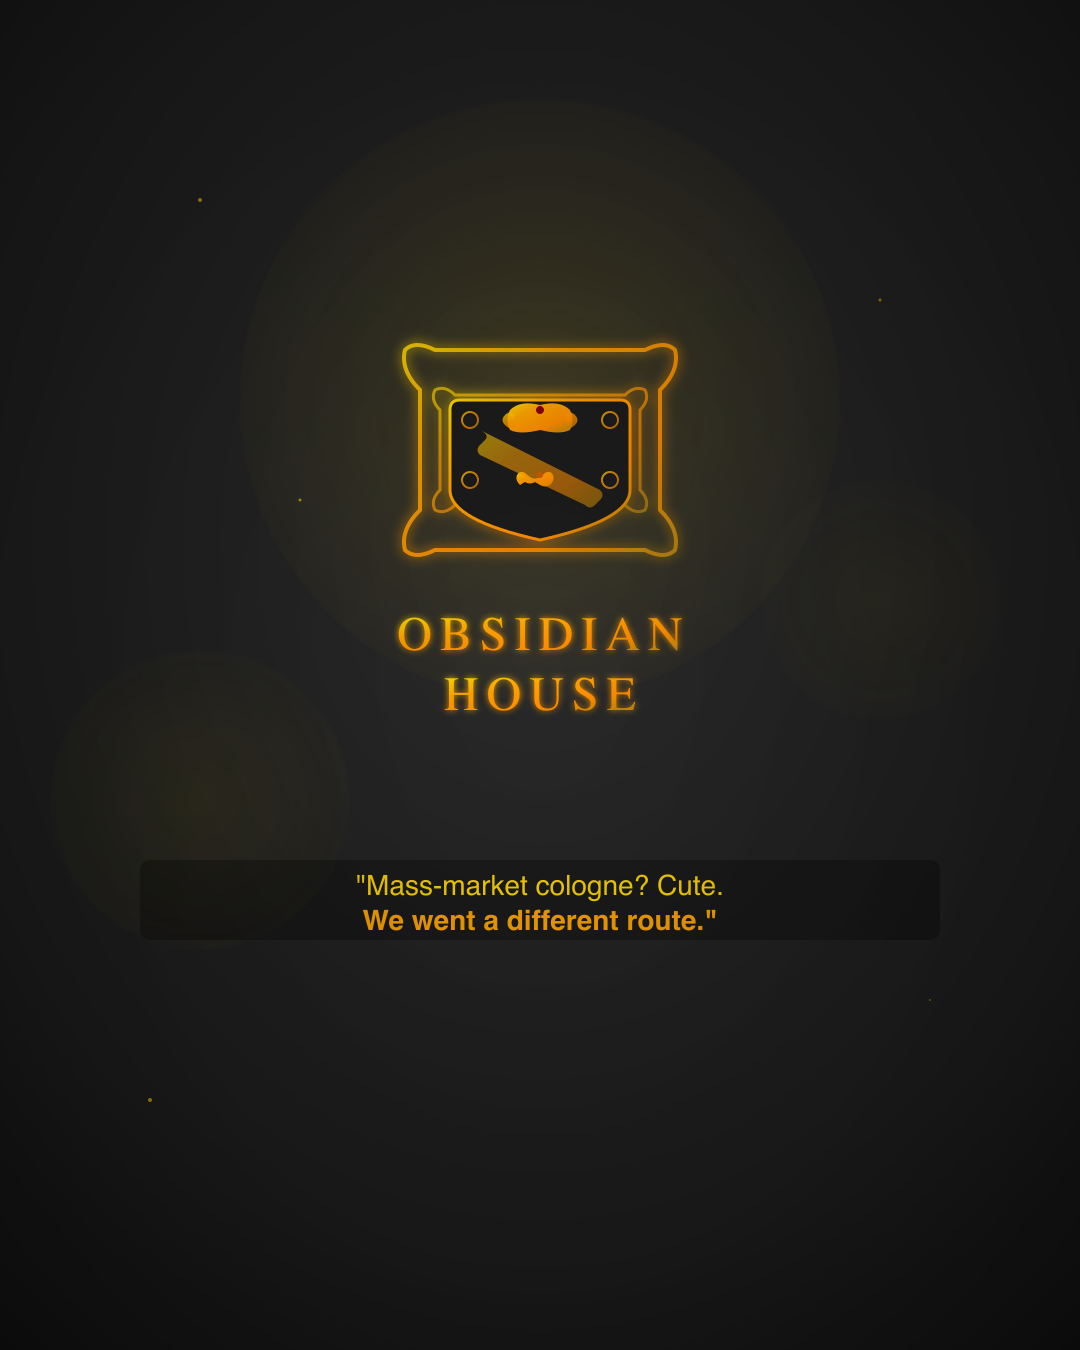 OBSIDIAN
HOUSE
"Mass-market cologne? Cute.
We went a different route."